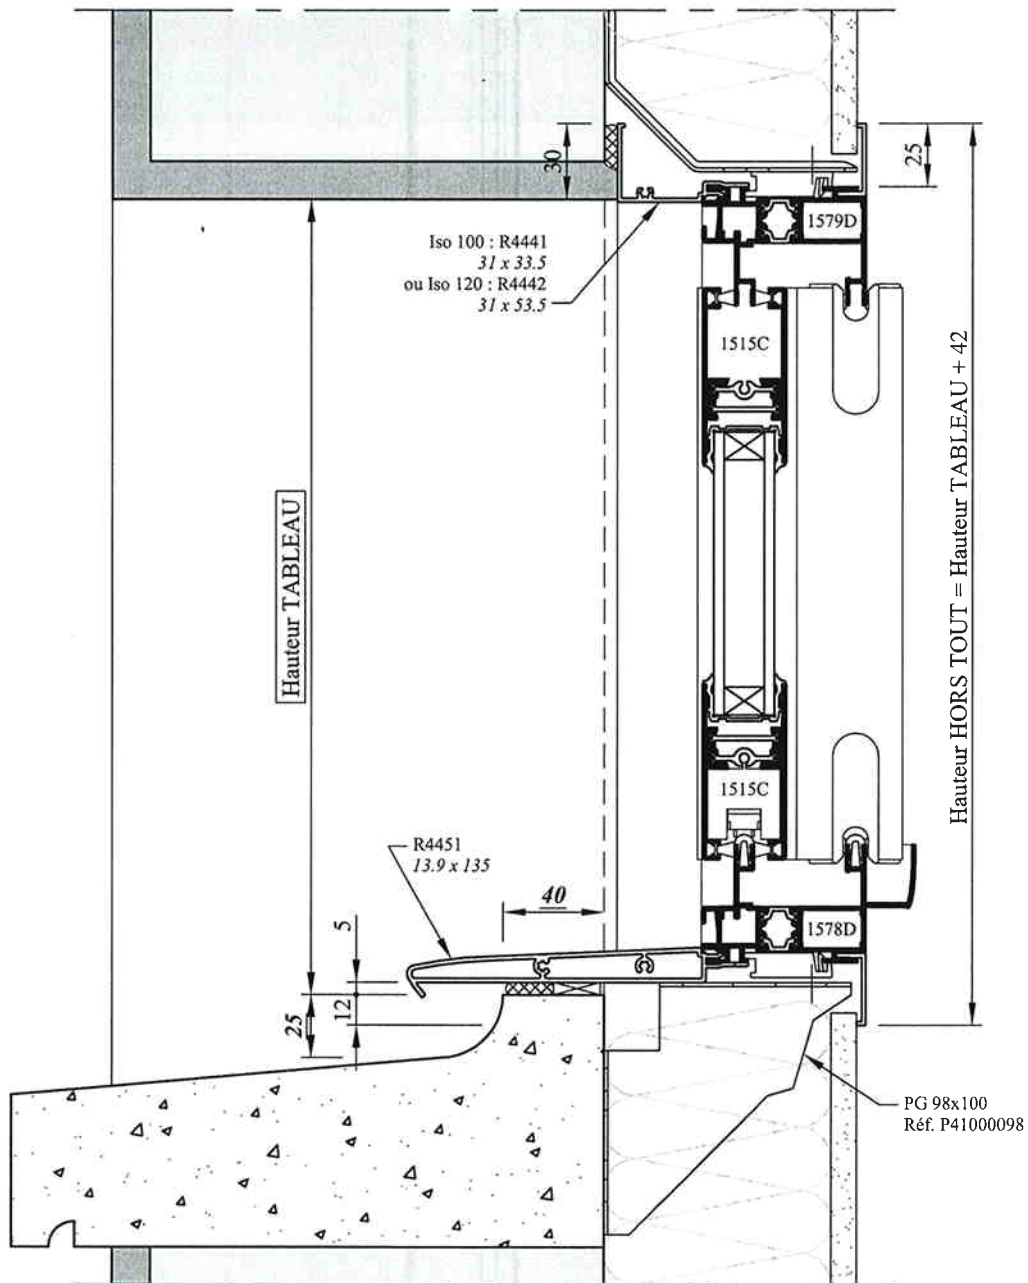 30
25
1579D
Iso 100 : R4441
31 x 33.5
ou Iso 120 : R4442
31 x 53.5
1515C
Hauteur TABLEAU
Hauteur HORS TOUT = Hauteur TABLEAU + 42
1515C
R4451
13.9 x 135
40
5
1578D
12
25
PG 98x100
Réf. P41000098